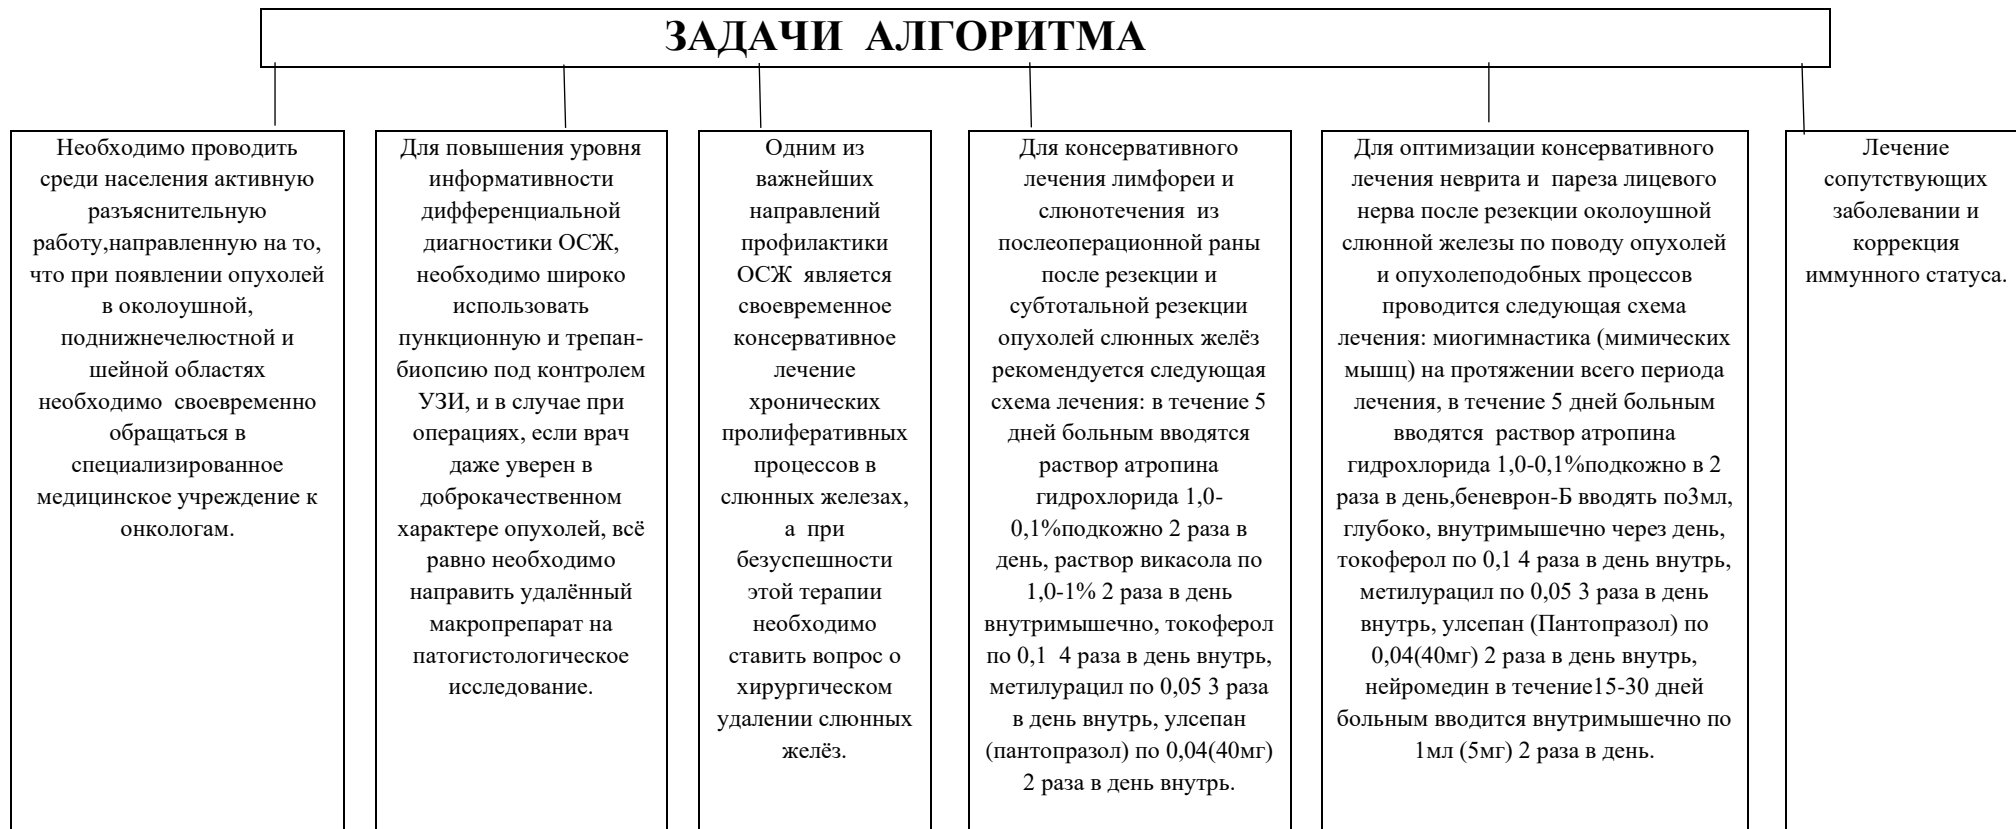 ЗАДАЧИ АЛГОРИТМА
Необходимо проводить
среди населения активную
разъяснительную
работу,направленную на то,
что при появлении опухолей
в околоушной,
поднижнечелюстной и
шейной областях
необходимо своевременно
обращаться в
специализированное
медицинское учреждение к
онкологам.
Для повышения уровня
информативности
дифференциальной
диагностики ОСЖ,
необходимо широко
использовать
пункционную и трепан-
биопсию под контролем
УЗИ, и в случае при
операциях, если врач
даже уверен в
доброкачественном
характере опухолей, всё
равно необходимо
направить удалённый
макропрепарат на
патогистологическое
исследование.
Одним из
важнейших
направлений
профилактики
ОСЖ является
своевременное
консервативное
лечение
хронических
пролиферативных
процессов в
слюнных железах,
а при
безуспешности
этой терапии
необходимо
ставить вопрос о
хирургическом
удалении слюнных
желёз.
Для консервативного
лечения лимфореи и
слюнотечения из
послеоперационной раны
после резекции и
субтотальной резекции
опухолей слюнных желёз
рекомендуется следующая
схема лечения: в течение 5
дней больным вводятся
раствор атропина
гидрохлорида 1,0-
0,1%подкожно 2 раза в
день, раствор викасола по
1,0-1% 2 раза в день
внутримышечно, токоферол
по 0,1 4 раза в день внутрь,
метилурацил по 0,05 3 раза
в день внутрь, улсепан
(пантопразол) по 0,04(40мг)
2 раза в день внутрь.
Для оптимизации консервативного
лечения неврита и пареза лицевого
нерва после резекции околоушной
слюнной железы по поводу опухолей
и опухолеподобных процессов
проводится следующая схема
лечения: миогимнастика (мимических
мышц) на протяжении всего периода
лечения, в течение 5 дней больным
вводятся раствор атропина
гидрохлорида 1,0-0,1%подкожно в 2
раза в день,беневрон-Б вводять по3мл,
глубоко, внутримышечно через день,
токоферол по 0,1 4 раза в день внутрь,
метилурацил по 0,05 3 раза в день
внутрь, улсепан (Пантопразол) по
0,04(40мг) 2 раза в день внутрь,
нейромедин в течение15-30 дней
больным вводится внутримышечно по
1мл (5мг) 2 раза в день.
Лечение
сопутствующих
заболевании и
коррекция
иммунного статуса.